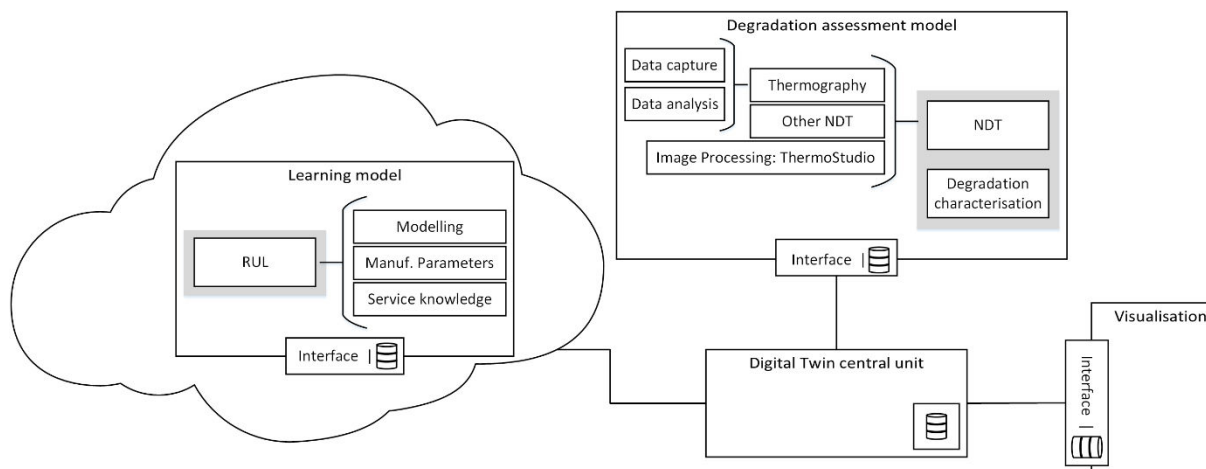 Degradation assessment model
Data capture
Data analysis
Thermography
Other NDT
Image Processing: ThermoStudio
NDT
Degradation
characterisation
Interface |
Learning model
RUL
Modelling
Manuf. Parameters
Service knowledge
Interface |
Digital Twin central unit
Visualisation
Interface |